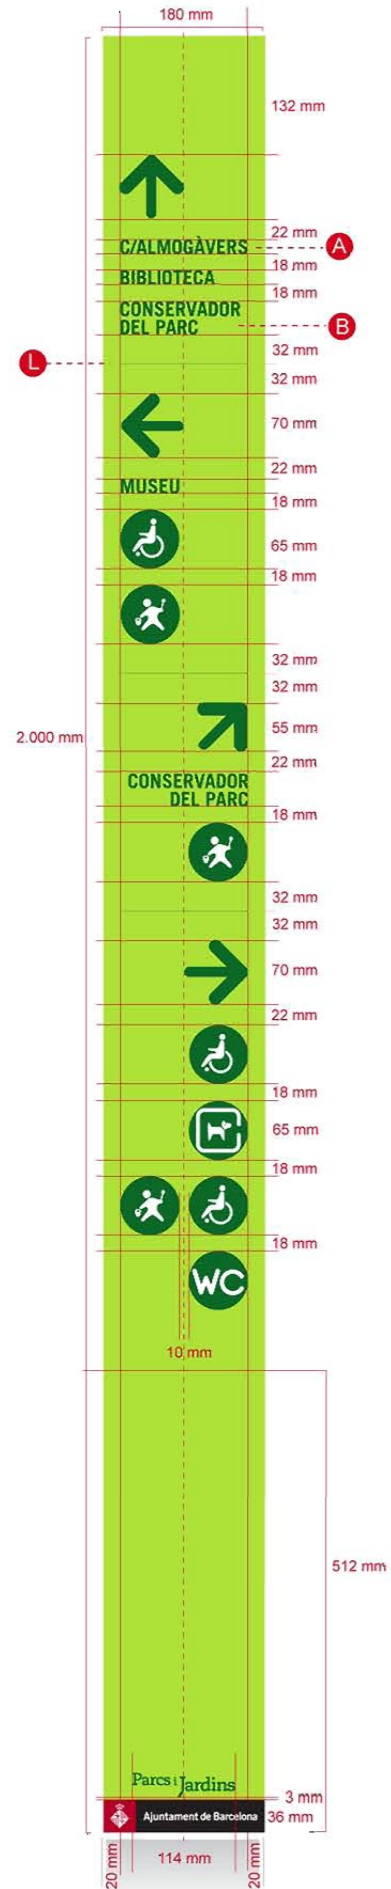 180 mm
132 mm
22 mm
C/ALMOGÀVERS
A
18 mm
BIBLIOTECA
18 mm
CONSERVADOR
DEL PARC
B
32 mm
L
32 mm
70 mm
22 mm
MUSEU
18 mm
65 mm
18 mm
32 mm
32 mm
55 mm
2.000 mm
22 mm
CONSERVADOR
DEL PARC
18 mm
32 mm
32 mm
70 mm
22 mm
18 mm
65 mm
18 mm
18 mm
WC
10 mm
512 mm
Parcs i Jardins
3 mm
Ajuntament de Barcelona
36 mm
20 mm
114 mm
20 mm